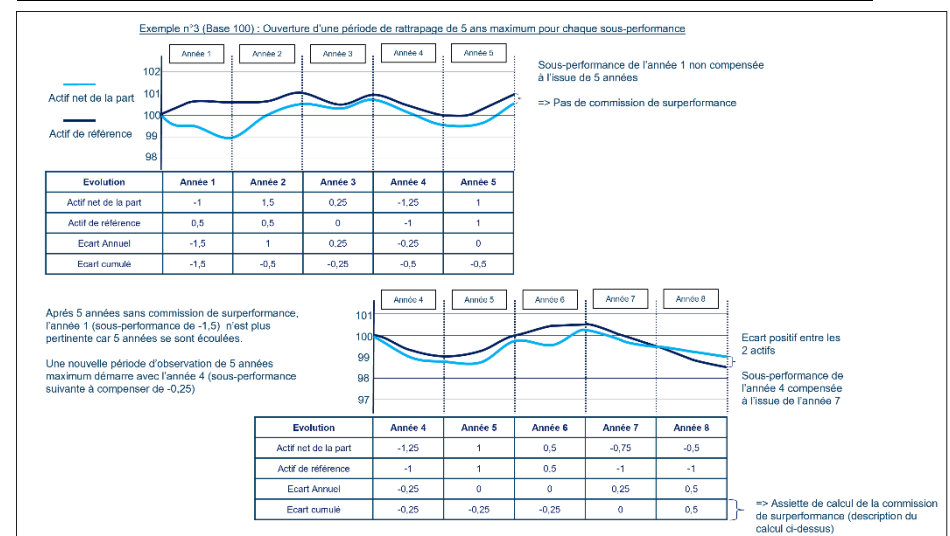 Exemple n°3 (Base 100) : Ouverture d'une période de rattrapage de 5 ans maximum pour chaque sous-performance
Année 1 Année 2 Année 3 Année 4 Année 5
102
101
100
99
98
Actif net de la part
Actif de référence
Sous-performance de l'année 1 non compensée
à l'issue de 5 années
=> Pas de commission de surperformance
Evolution Année 1 Année 2 Année 3 Année 4 Année 5
Actif net de la part -1 1,5 0,25 -1,25 1
Actif de référence 0,5 0,5 0 -1 1
Ecart Annuel -1,5 1 0,25 -0,25 0
Ecart cumulé -1,5 -0,5 -0,25 -0,5 -0,5
Après 5 années sans commission de surperformance,
l'année 1 (sous-performance de -1,5) n'est plus
pertinente car 5 années se sont écoulées.
Une nouvelle période d'observation de 5 années
maximum démarre avec l'année 4 (sous-performance
suivante à compenser de -0,25)
Année 4 Année 5 Année 6 Année 7 Année 8
101
100
99
98
97
Ecart positif entre les
2 actifs
Sous-performance de
l'année 4 compensée
à l'issue de l'année 7
Evolution Année 4 Année 5 Année 6 Année 7 Année 8
Actif net de la part -1,25 1 0,5 -0,75 -0,5
Actif de référence -1 1 0.5 -1 -1
Ecart Annuel -0,25 0 0 0,25 0,5
Ecart cumulé -0,25 -0,25 -0,25 0 0,5
=> Assiette de calcul de la commission
de surperformance (description du
calcul ci-dessus)